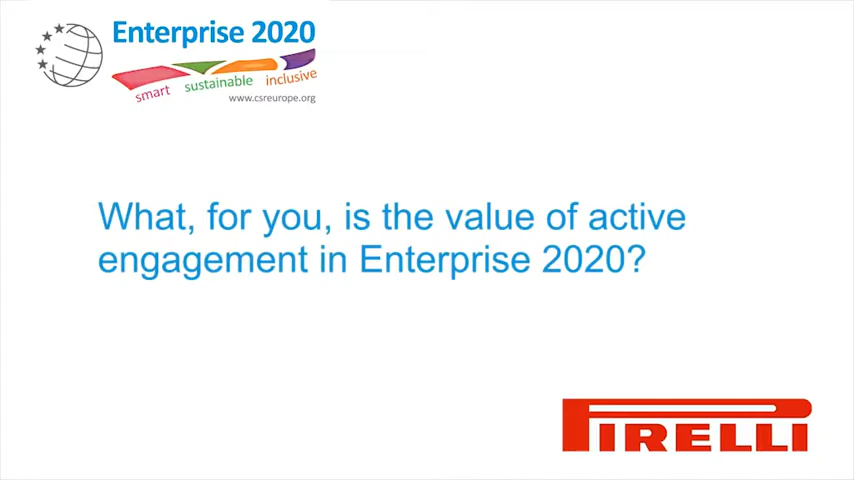 Enterprise 2020
smart sustainable inclusive
www.csreurope.org
What, for you, is the value of active
engagement in Enterprise 2020?
PIRELLI